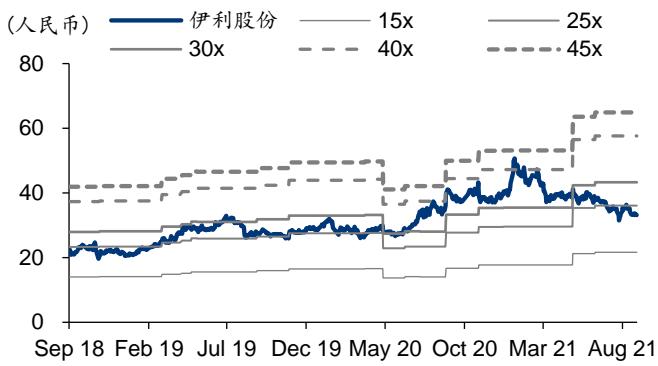 (人民币) 伊利股份 15x 25x
30x 40x 45x
80
60
40
20
0
Sep 18 Feb 19 Jul 19 Dec 19 May 20 Oct 20 Mar 21 Aug 21